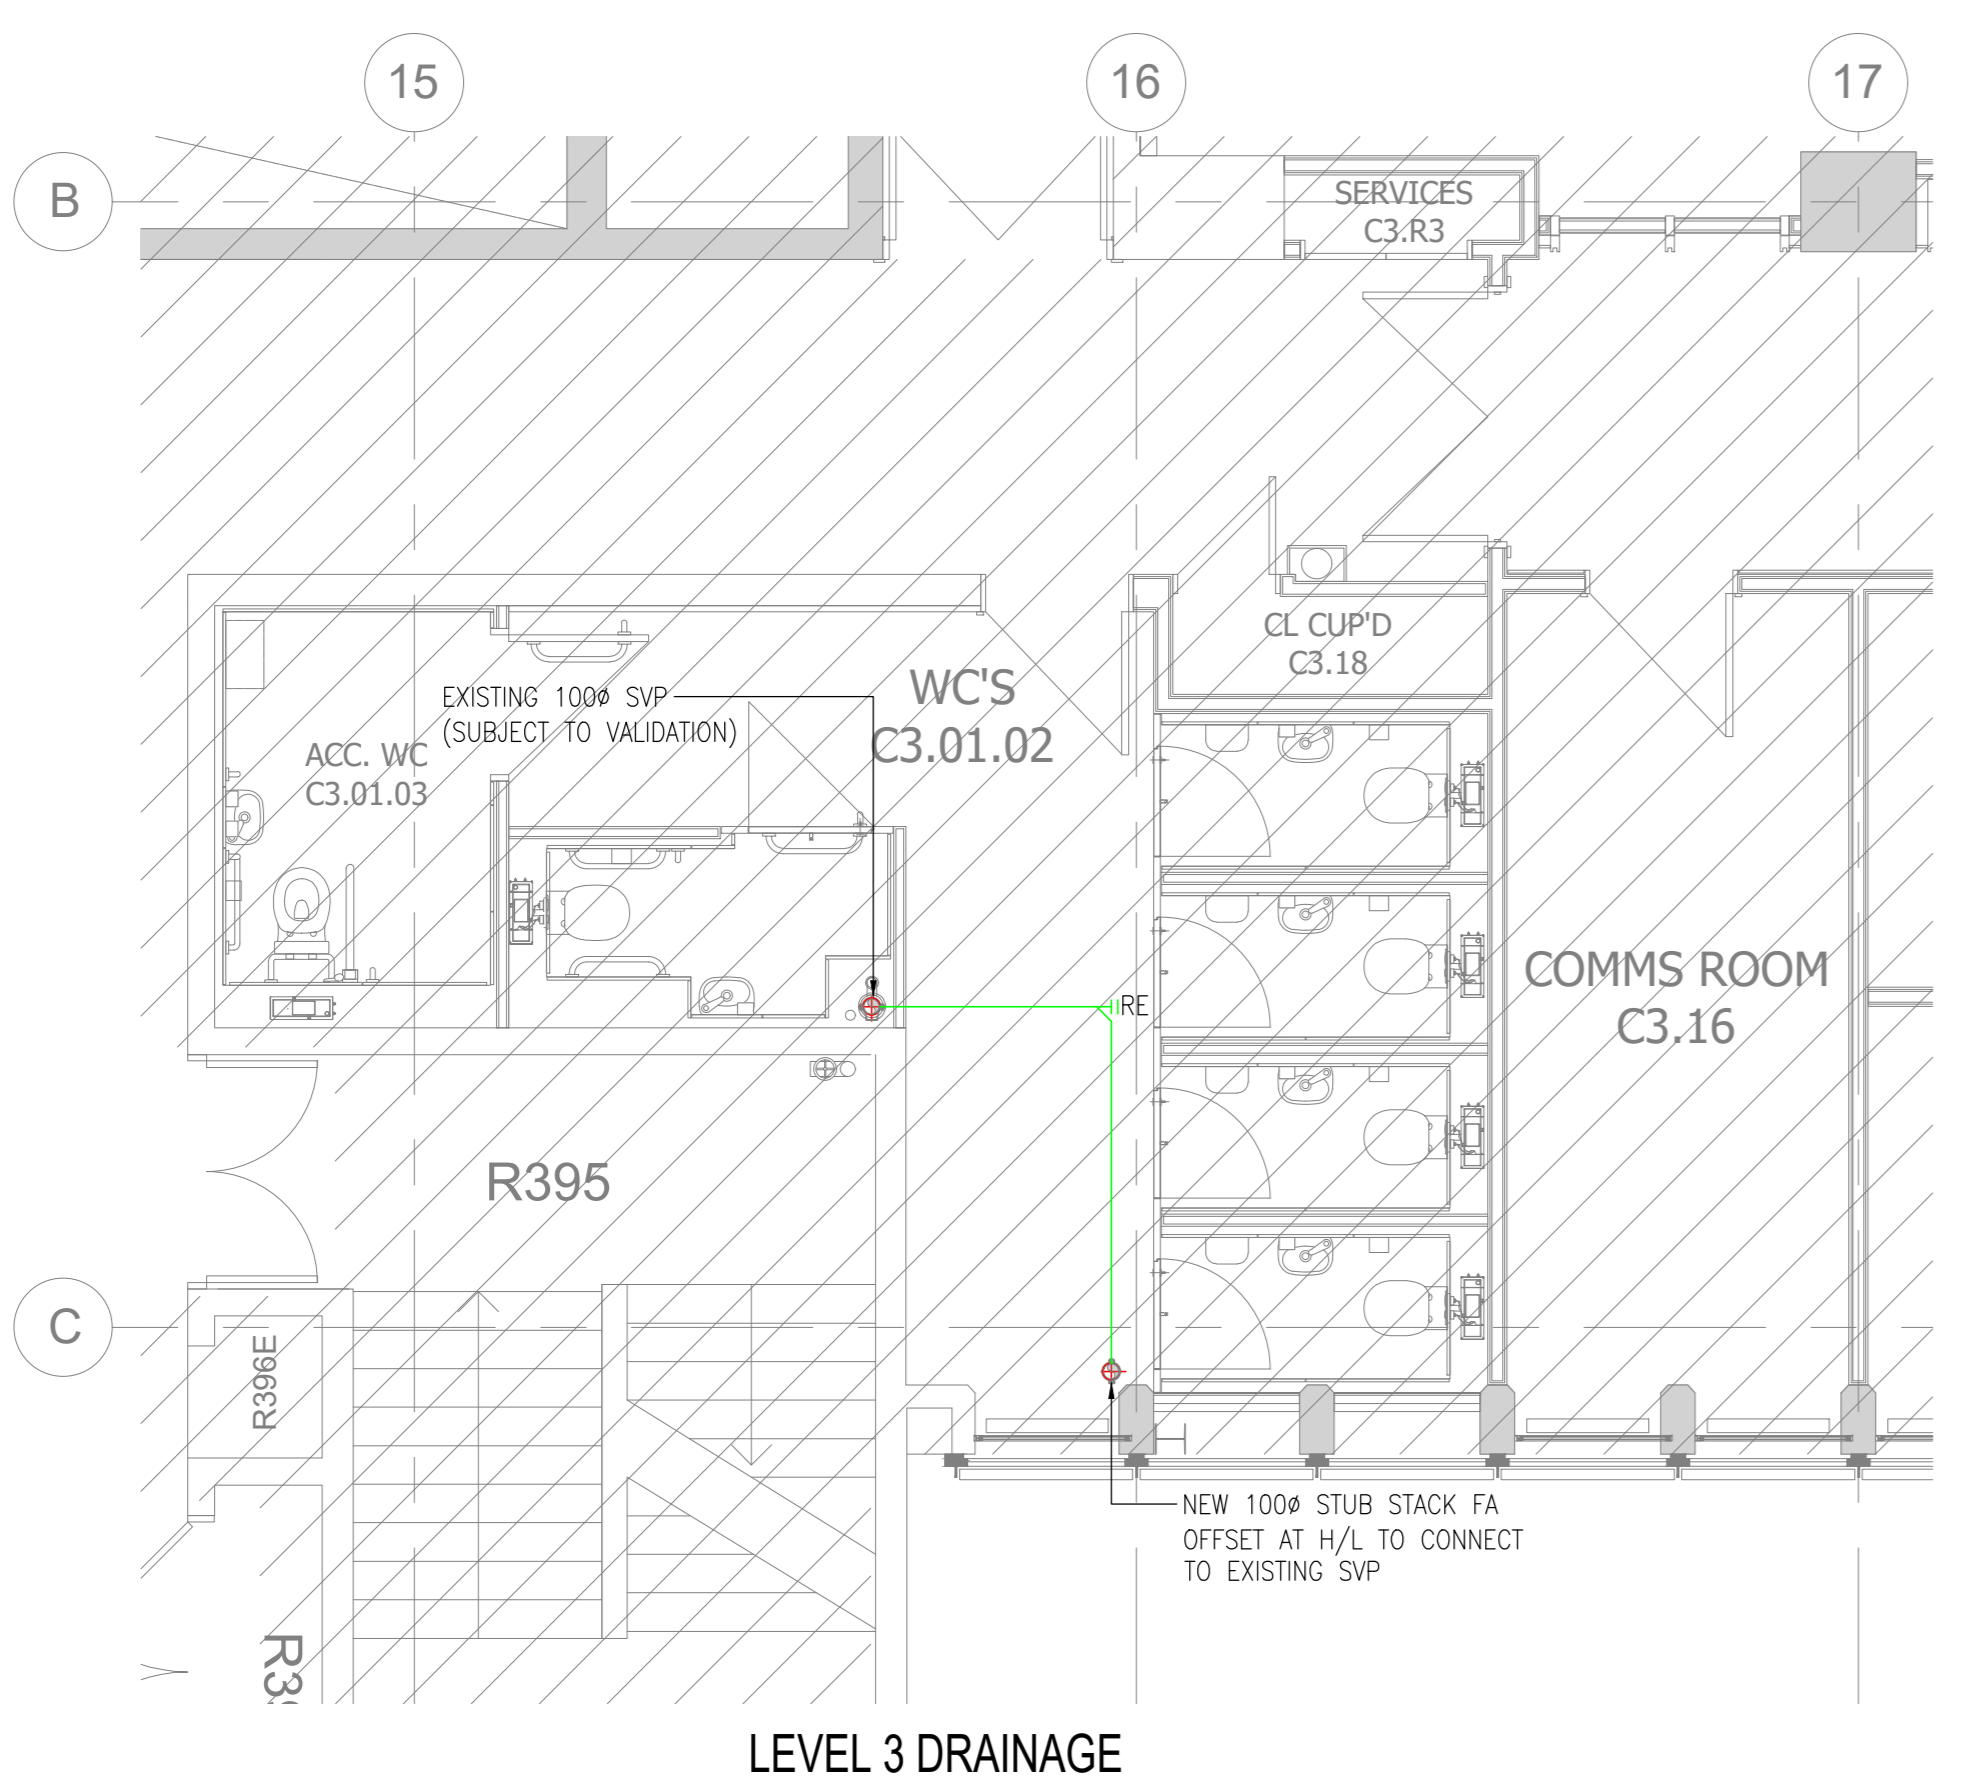 15
16
17
B
SERVICES
C3.R3
CL CUP'D
C3.18
WC'S
C3.01.02
EXISTING 100ø SVP
(SUBJECT TO VALIDATION)
ACC. WC
C3.01.03
COMMS ROOM
C3.16
RE
R395
C
R396E
NEW 100ø STUB STACK FA
OFFSET AT H/L TO CONNECT
TO EXISTING SVP
LEVEL 3 DRAINAGE